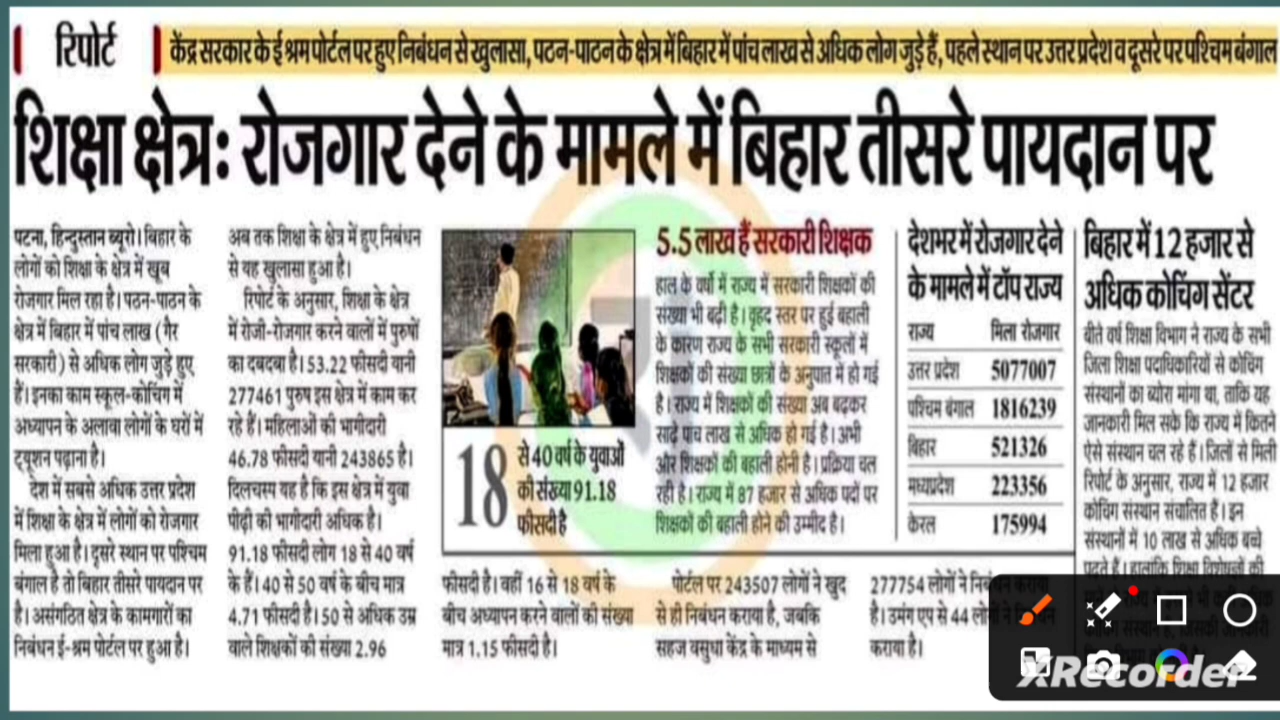 रिपोर्ट
केंद्र सरकार के ई श्रम पोर्टल पर हुए निबंधन से खुलासा, पटन-पाटन के क्षेत्र में बिहार में पांच लाख से अधिक लोग जुड़े हैं, पहले स्थान पर उत्तर प्रदेश व दूसरे पर पश्चिम बंगाल
शिक्षा क्षेत्र: रोजगार देने के मामले में बिहार तीसरे पायदान पर
पटना, हिन्दुस्तान ब्यूरो। बिहार के
लोगों को शिक्षा के क्षेत्र में खूब
रोजगार मिल रहा है। पठन-पाठन के
क्षेत्र में बिहार में पांच लाख (गैर
सरकारी) से अधिक लोग जुड़े हुए
हैं। इनका काम स्कूल-कोचिंग में
अध्यापन के अलावा लोगों के घरों में
ट्यूशन पढ़ाना है।
देश में सबसे अधिक उत्तर प्रदेश
में शिक्षा के क्षेत्र में लोगों को रोजगार
मिला हुआ है। दूसरे स्थान पर पश्चिम
बंगाल है तो बिहार तीसरे पायदान पर
है। असंगठित क्षेत्र के कामगारों का
निबंधन ई-श्रम पोर्टल पर हुआ है।
अब तक शिक्षा के क्षेत्र में हुए निबंधन
से यह खुलासा हुआ है।
रिपोर्ट के अनुसार, शिक्षा के क्षेत्र
में रोजी-रोजगार करने वालों में पुरुषों
का दबदबा है। 53.22 फीसदी यानी
277461 पुरुष इस क्षेत्र में काम कर
रहे हैं। महिलाओं की भागीदारी
46.78 फीसदी यानी 243865 है।
दिलचस्प यह है कि इस क्षेत्र में युवा
पीढ़ी की भागीदारी अधिक है।
91.18 फीसदी लोग 18 से 40 वर्ष
के हैं। 40 से 50 वर्ष के बीच मात्र
4.71 फीसदी है। 50 से अधिक उम्र
वाले शिक्षकों की संख्या 2.96
18 से 40 वर्ष के युवाओं
की संख्या 91.18
फीसदी है
फीसदी है। वहीं 16 से 18 वर्ष के
बीच अध्यापन करने वालों की संख्या
मात्र 1.15 फीसदी है।
5.5 लाख हैं सरकारी शिक्षक
हाल के वर्षों में राज्य में सरकारी शिक्षकों की
संख्या भी बढ़ी है। वृहद स्तर पर हुई बहाली
के कारण राज्य के सभी सरकारी स्कूलों में
शिक्षकों की संख्या छात्रों के अनुपात में हो गई
है। राज्य में शिक्षकों की संख्या अब बढ़कर
साढ़े पांच लाख से अधिक हो गई है। अभी
और शिक्षकों की बहाली होनी है। प्रक्रिया चल
रही है। राज्य में 87 हजार से अधिक पदों पर
शिक्षकों की बहाली होने की उम्मीद है।
पोर्टल पर 243507 लोगों ने खुद
से ही निबंधन कराया है, जबकि
सहज वसुधा केंद्र के माध्यम से
277754 लोगों ने निबंधन कराया
है। उमंग एप से 44 लोगों ने
कराया है।
देशभर में रोजगार देने
के मामले में टॉप राज्य
राज्य मिला रोजगार
उत्तर प्रदेश 5077007
पश्चिम बंगाल 1816239
बिहार 521326
मध्यप्रदेश 223356
केरल 175994
बिहार में 12 हजार से
अधिक कोचिंग सेंटर
बीते वर्ष शिक्षा विभाग ने राज्य के सभी
जिला शिक्षा पदाधिकारियों से कोचिंग
संस्थानों का ब्योरा मांगा था, ताकि यह
जानकारी मिल सके कि राज्य में कितने
ऐसे संस्थान चल रहे हैं। जिलों से मिली
रिपोर्ट के अनुसार, राज्य में 12 हजार
कोचिंग संस्थान संचालित हैं। इन
संस्थानों में 10 लाख से अधिक बच्चे
पढ़ते हैं। हालांकि शिक्षा विशेषज्ञों की
XRecorder